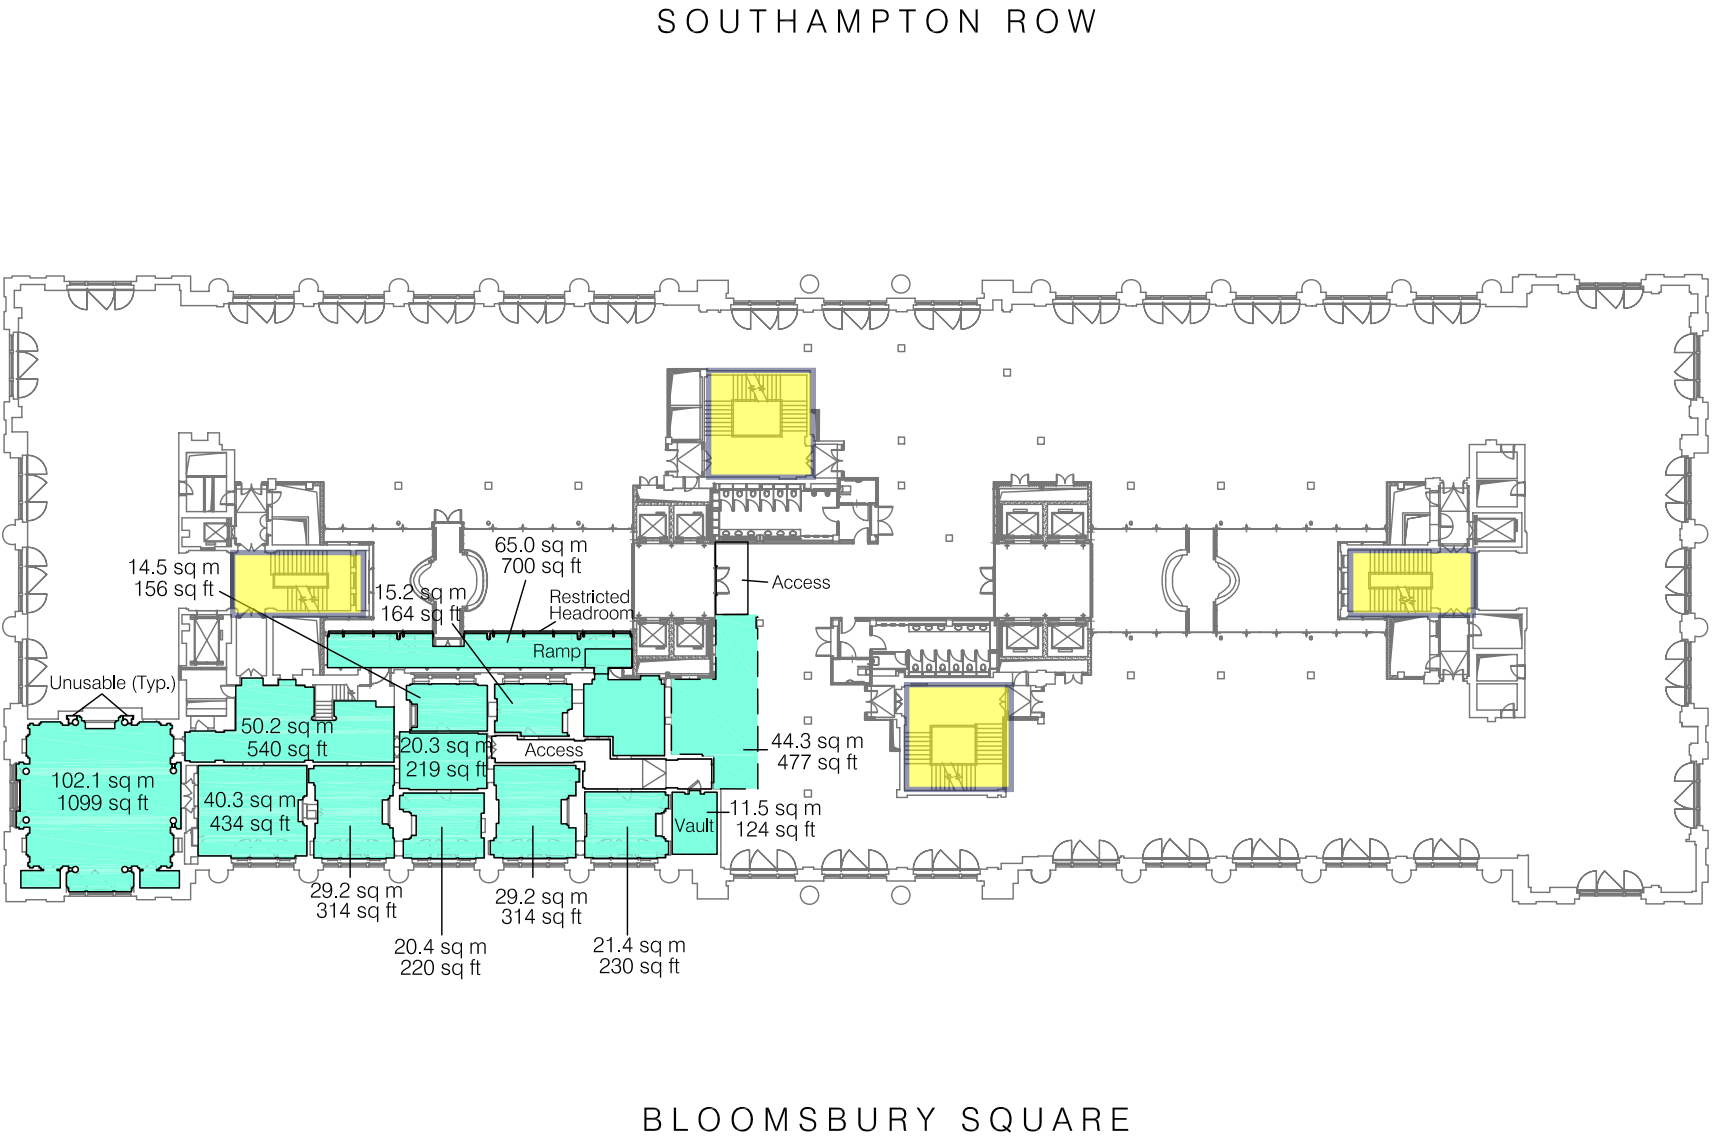 SOUTHAMPTON ROW
65.0 sq m
700 sq ft
14.5 sq m
156 sq ft
15.2 sq m
164 sq ft
Restricted
Headroom
Access
Ramp
Unusable (Typ.)
50.2 sq m
540 sq ft
20.3 sq m
219 sq ft
Access
44.3 sq m
477 sq ft
102.1 sq m
1099 sq ft
40.3 sq m
434 sq ft
11.5 sq m
124 sq ft
Vault
29.2 sq m
314 sq ft
29.2 sq m
314 sq ft
20.4 sq m
220 sq ft
21.4 sq m
230 sq ft
BLOOMSBURY SQUARE